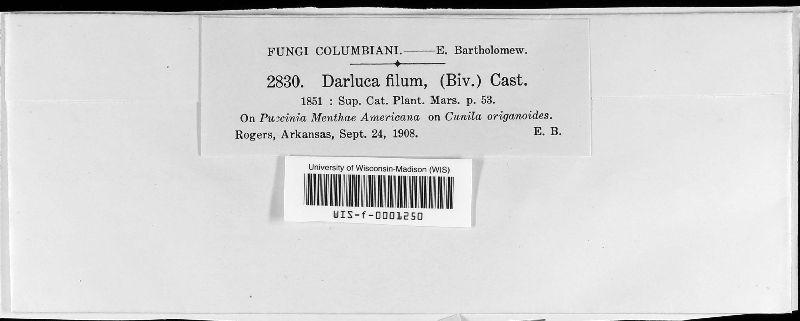 FUNGI COLUMBIANI.——E. Bartholomew.
2830. Darluca filum, (Biv.) Cast.
1851 : Sup. Cat. Plant. Mars. p. 53.
On Puccinia Menthae Americana on Cunila origanoides.
Rogers, Arkansas, Sept. 24, 1908. E. B.
University of Wisconsin-Madison (WIS)
WIS-f-0001250